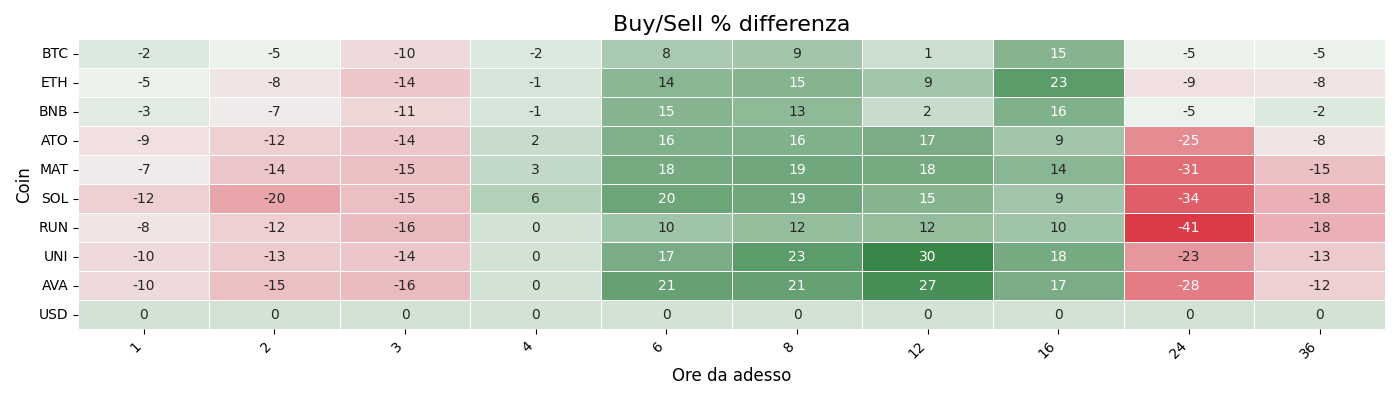 Buy/Sell % differenza
Coin
BTC -2 -5 -10 -2 8 9 1 15 -5 -5
ETH -5 -8 -14 -1 14 15 9 23 -9 -8
BNB -3 -7 -11 -1 15 13 2 16 -5 -2
ATO -9 -12 -14 2 16 16 17 9 -25 -8
MAT -7 -14 -15 3 18 19 18 14 -31 -15
SOL -12 -20 -15 6 20 19 15 9 -34 -18
RUN -8 -12 -16 0 10 12 12 10 -41 -18
UNI -10 -13 -14 0 17 23 30 18 -23 -13
AVA -10 -15 -16 0 21 21 27 17 -28 -12
USD 0 0 0 0 0 0 0 0 0 0
1 2 3 4 6 8 12 16 24 36
Ore da adesso